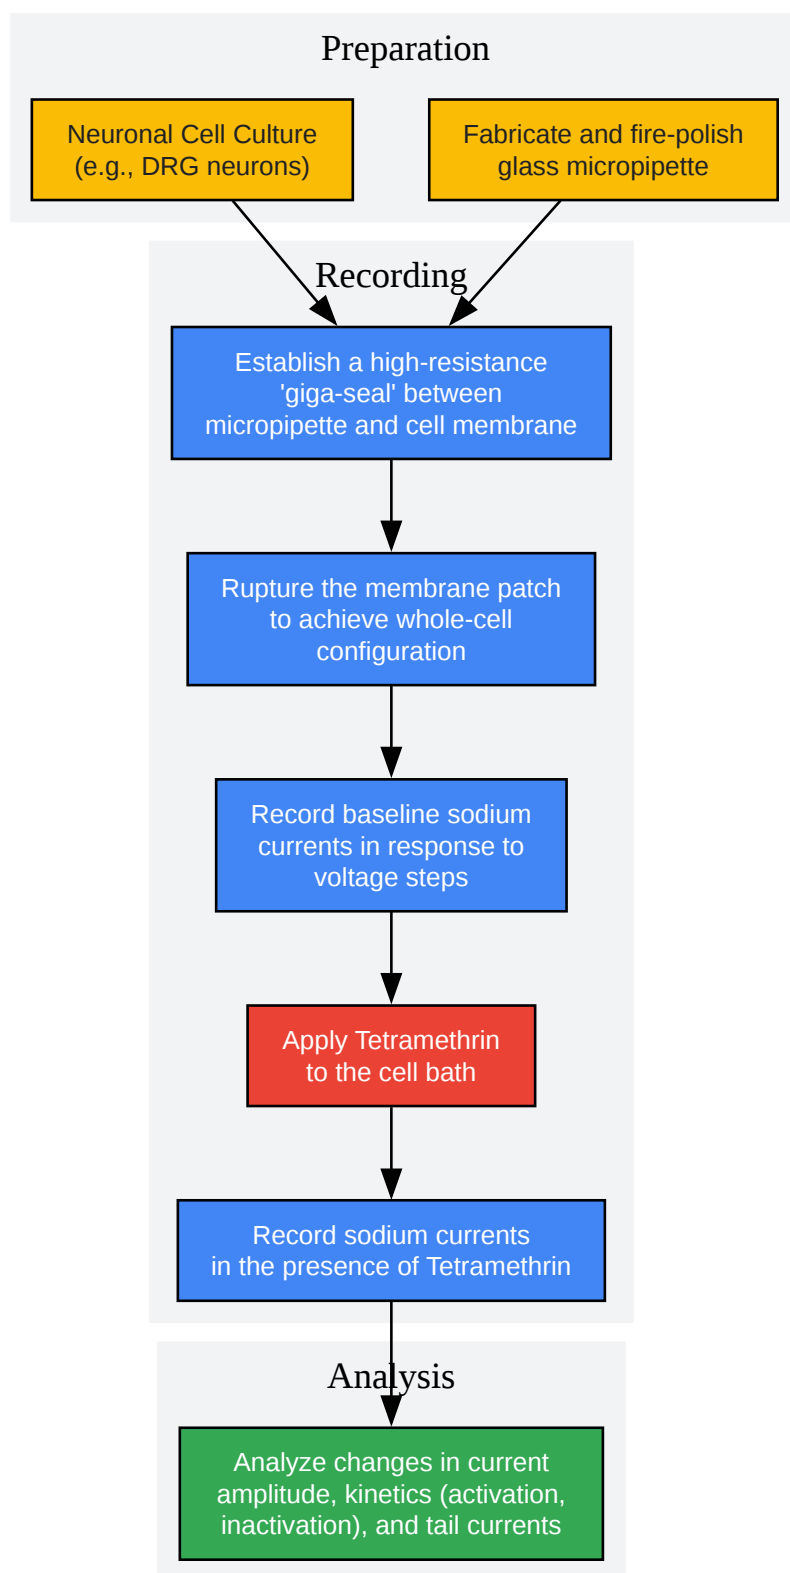 Preparation
Neuronal Cell Culture
(e.g., DRG neurons)
Fabricate and fire-polish
glass micropipette
Recording
Establish a high-resistance
'giga-seal' between
micropipette and cell membrane
Rupture the membrane patch
to achieve whole-cell
configuration
Record baseline sodium
currents in response to
voltage steps
Apply Tetramethrin
to the cell bath
Record sodium currents
in the presence of Tetramethrin
Analysis
Analyze changes in current
amplitude, kinetics (activation,
inactivation), and tail currents